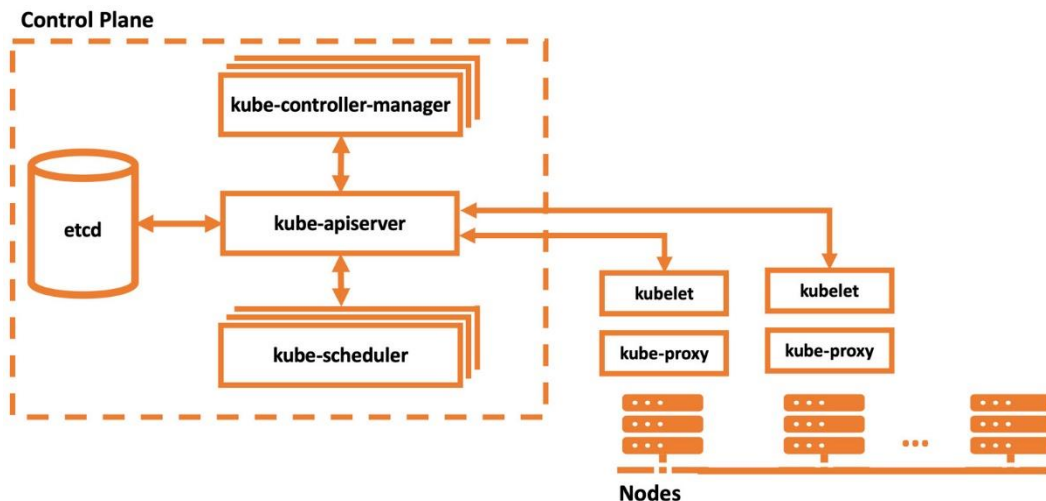 Control Plane
kube-controller-manager
etcd
kube-apiserver
kube-scheduler
kubelet
kubelet
kube-proxy
kube-proxy
...
Nodes